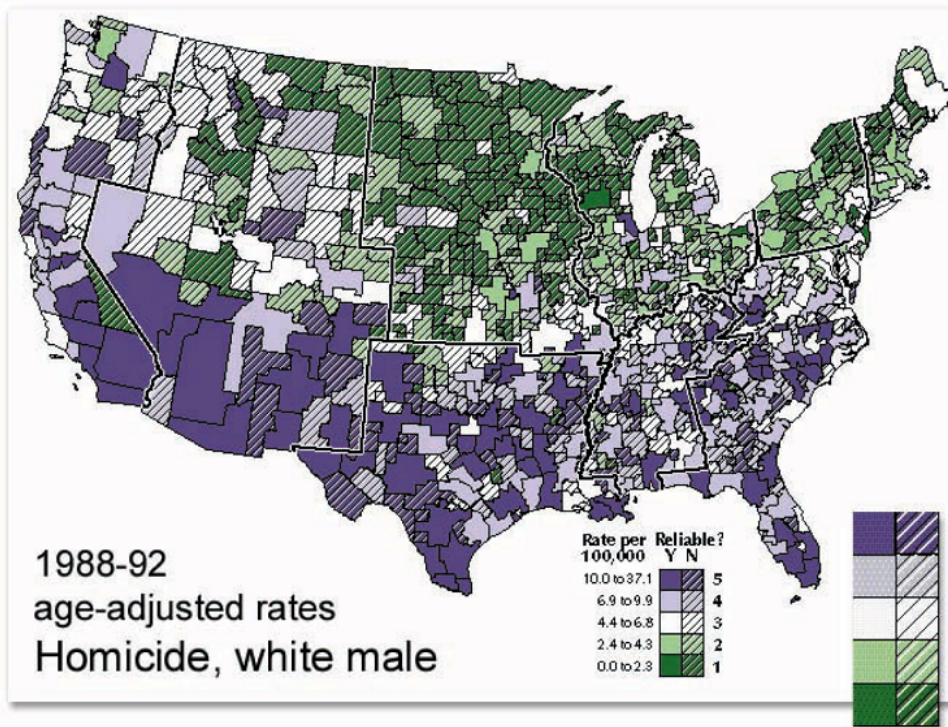 1988-92
age-adjusted rates
Homicide, white male
Rate per Reliable?
100,000 Y N
10.0 to 37.1 5
6.9 to 9.9 4
4.4 to 6.8 3
2.4 to 4.3 2
0.0 to 2.3 1